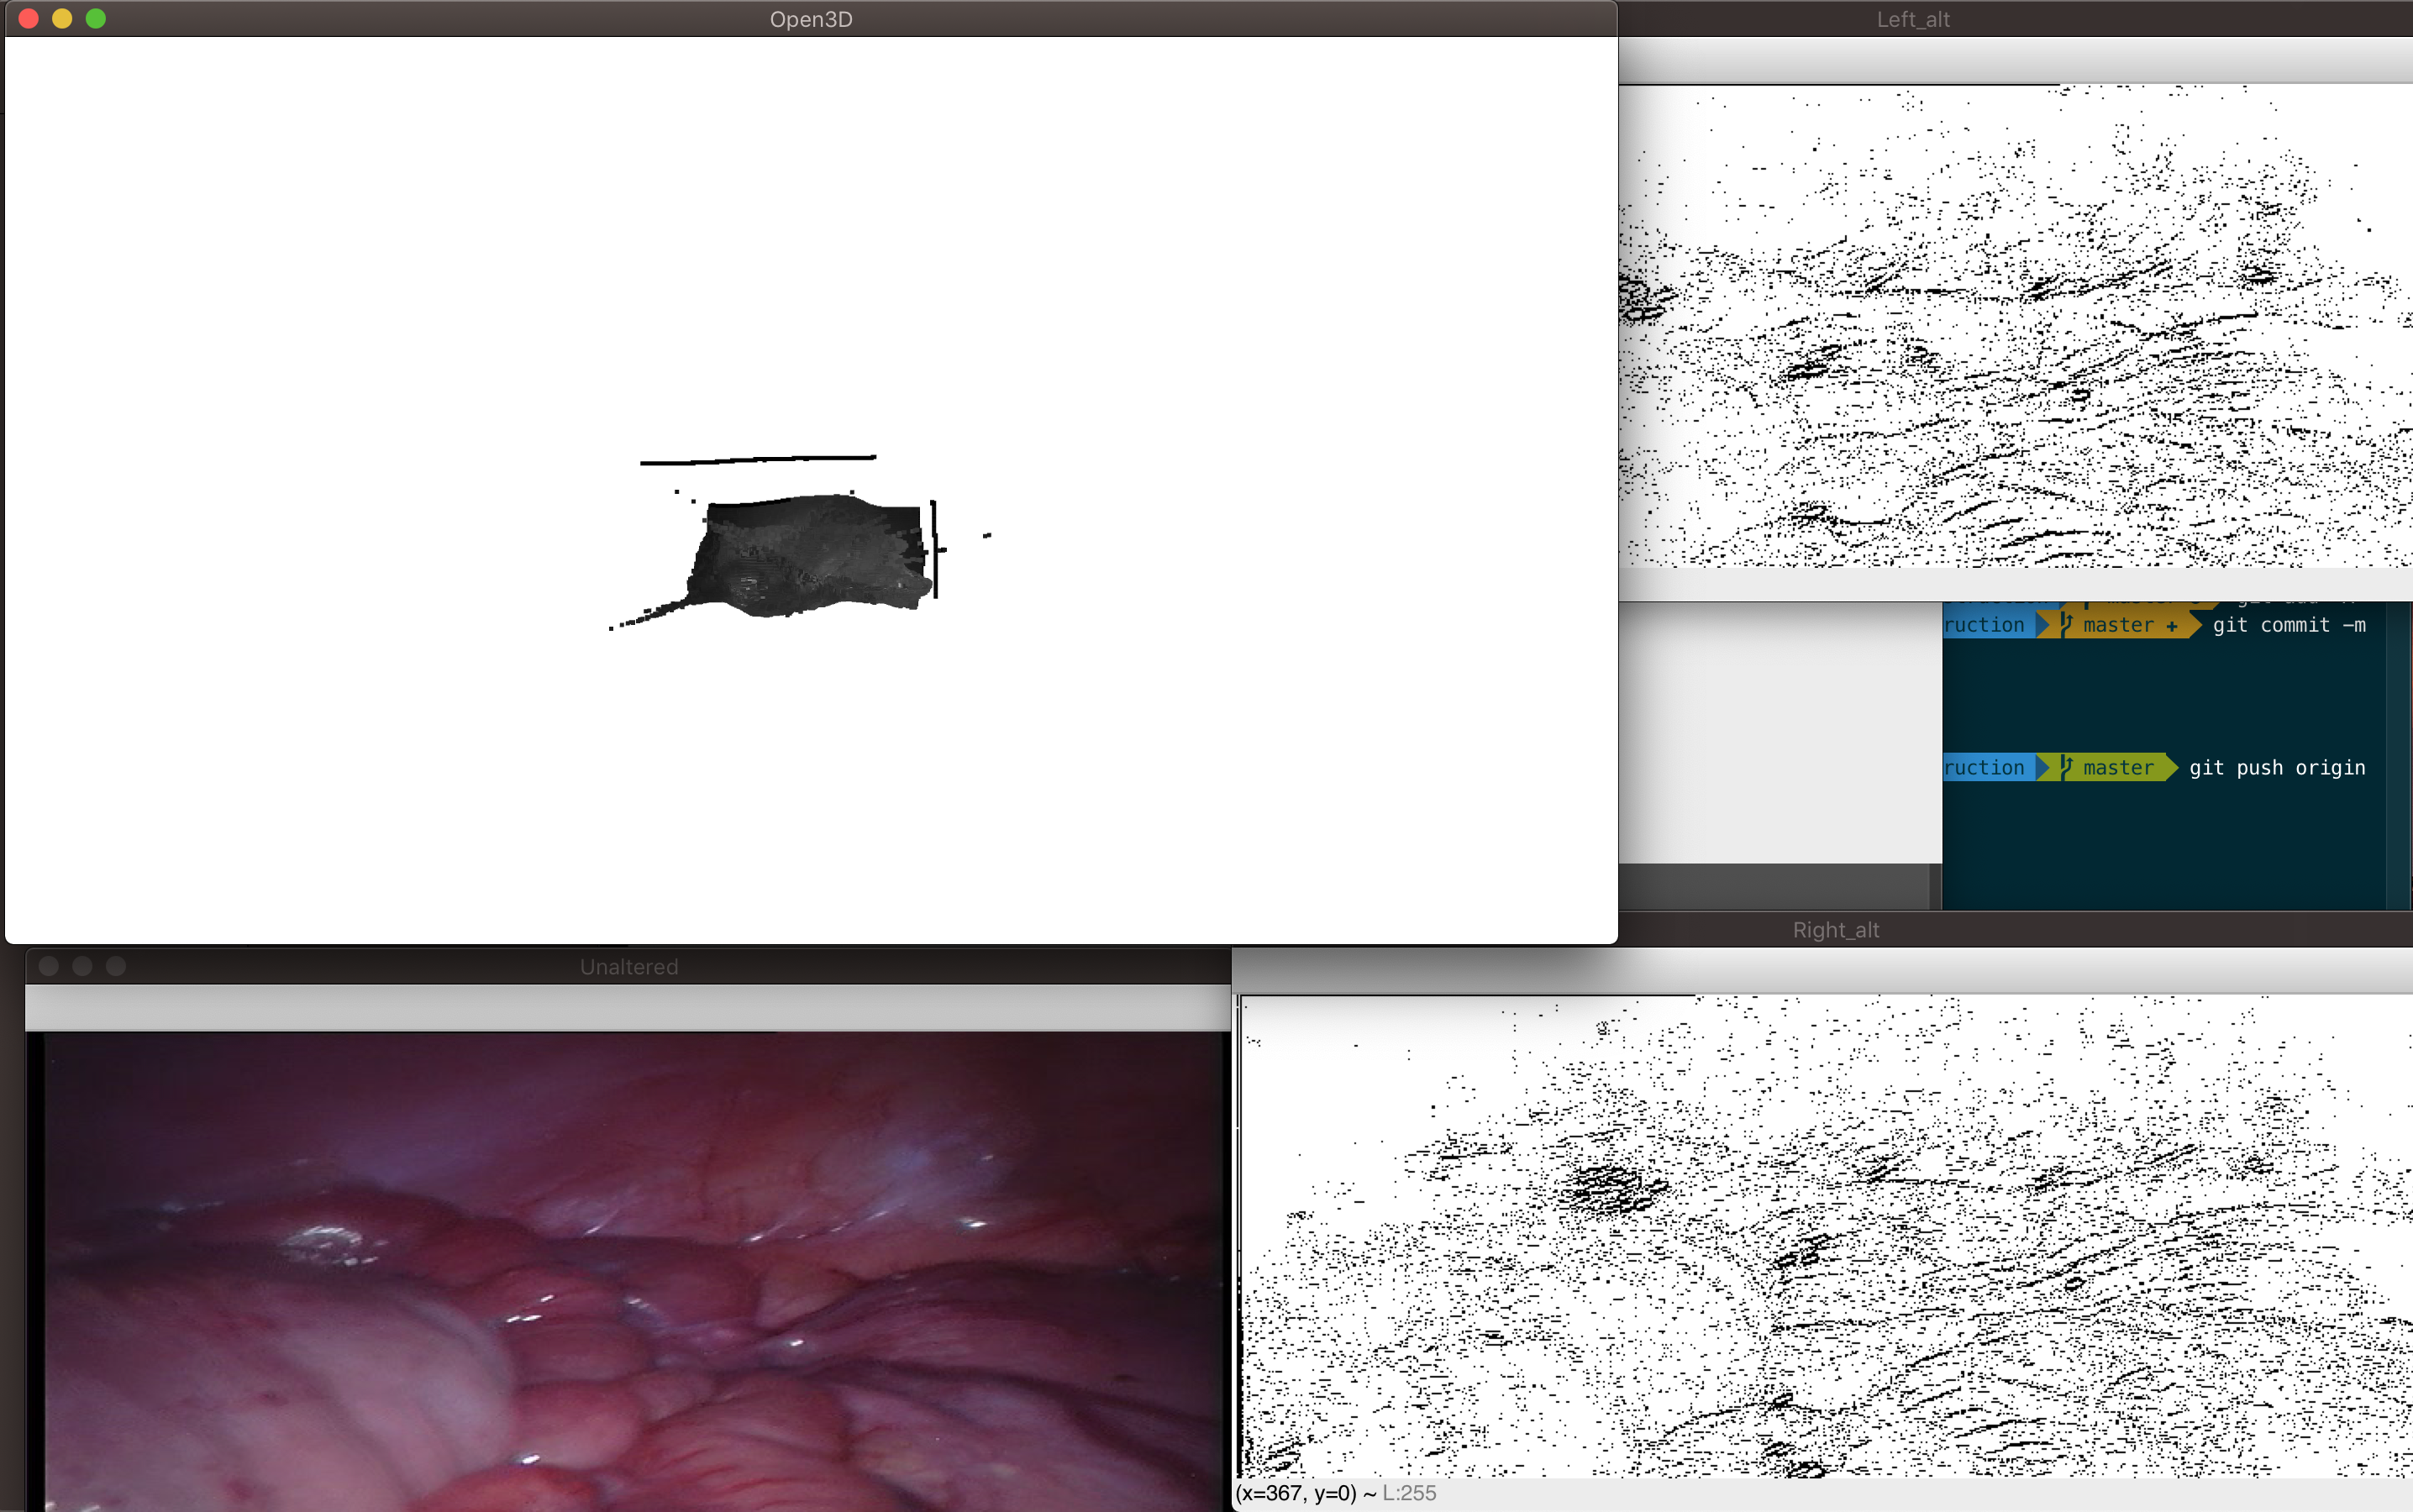 Open3D
Left_alt
ruction master + git commit -m
ruction master git push origin
Right_alt
Unaltered
(x=367, y=0) ~ L:255